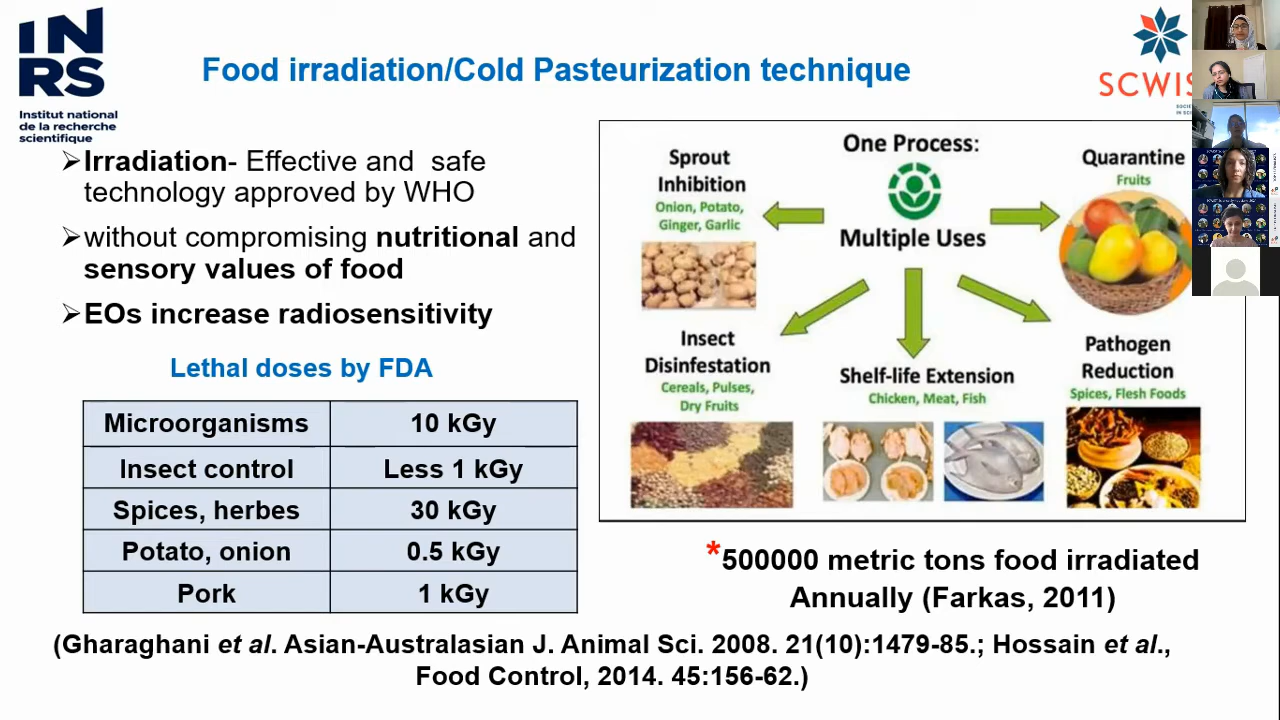 INRS
Institut national
de la recherche
scientifique
Food irradiation/Cold Pasteurization technique
SCWIS
➢Irradiation- Effective and safe
technology approved by WHO
➢without compromising nutritional and
sensory values of food
➢EOs increase radiosensitivity
Lethal doses by FDA
Microorganisms 10 kGy
Insect control Less 1 kGy
Spices, herbes 30 kGy
Potato, onion 0.5 kGy
Pork 1 kGy
One Process:
Multiple Uses
Sprout
Inhibition
Onion, Potato,
Ginger, Garlic
Quarantine
Fruits
Insect
Disinfestation
Cereals, Pulses,
Dry Fruits
Shelf-life Extension
Chicken, Meat, Fish
Pathogen
Reduction
Spices, Flesh Foods
*500000 metric tons food irradiated
Annually (Farkas, 2011)
(Gharaghani et al. Asian-Australasian J. Animal Sci. 2008. 21(10):1479-85.; Hossain et al.,
Food Control, 2014. 45:156-62.)